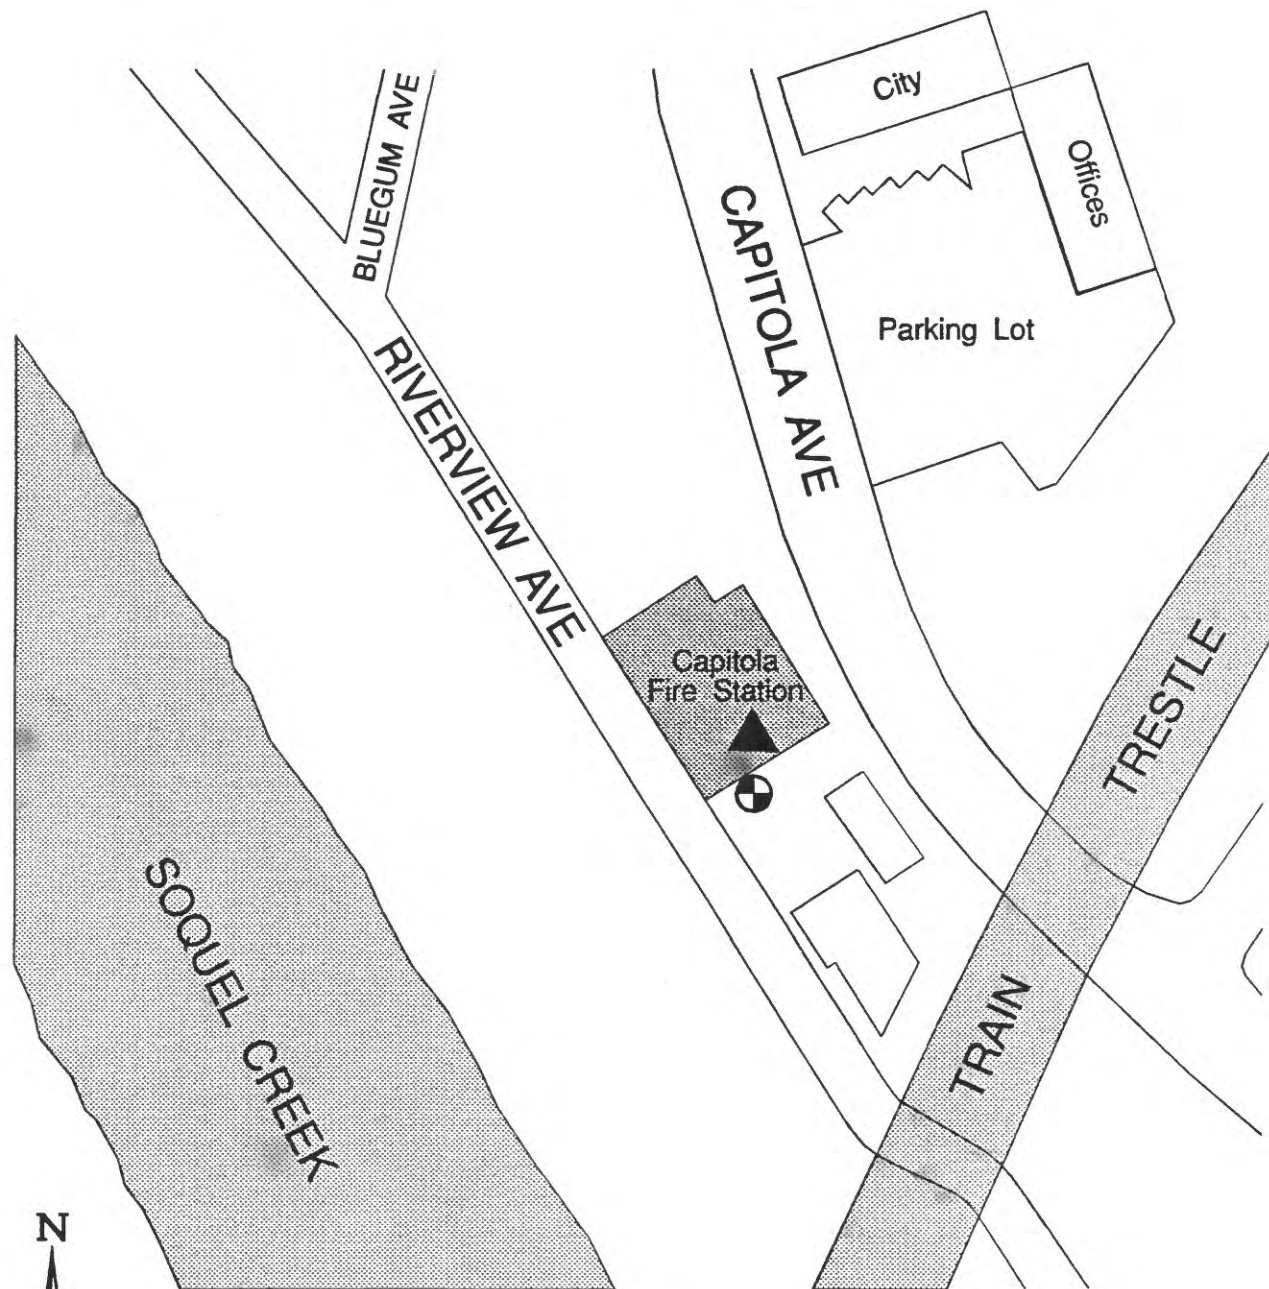 City
Offices
BLUEGUM AVE
CAPITOLA AVE
Parking Lot
RIVERVIEW AVE
Capitola
Fire Station
TRAIN TRESTLE
SOQUEL CREEK
N